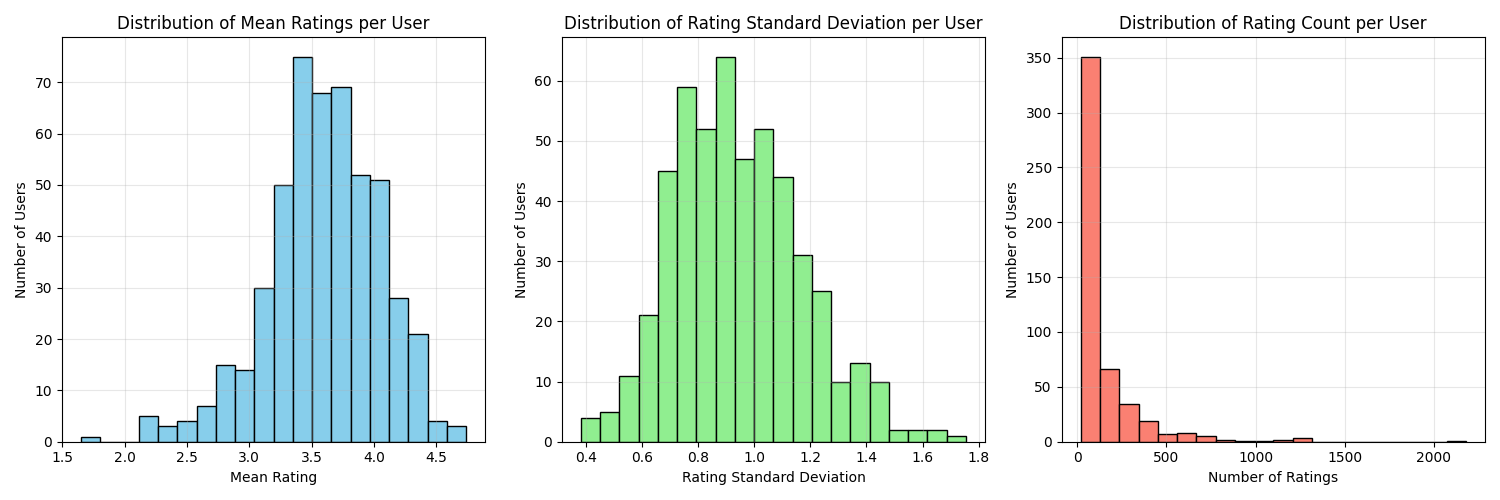 Distribution of Mean Ratings per User
Number of Users
70
60
50
40
30
20
10
0
1.5 2.0 2.5 3.0 3.5 4.0 4.5
Mean Rating
Distribution of Rating Standard Deviation per User
Number of Users
60
50
40
30
20
10
0
0.4 0.6 0.8 1.0 1.2 1.4 1.6 1.8
Rating Standard Deviation
Distribution of Rating Count per User
Number of Users
350
300
250
200
150
100
50
0
0 500 1000 1500 2000
Number of Ratings